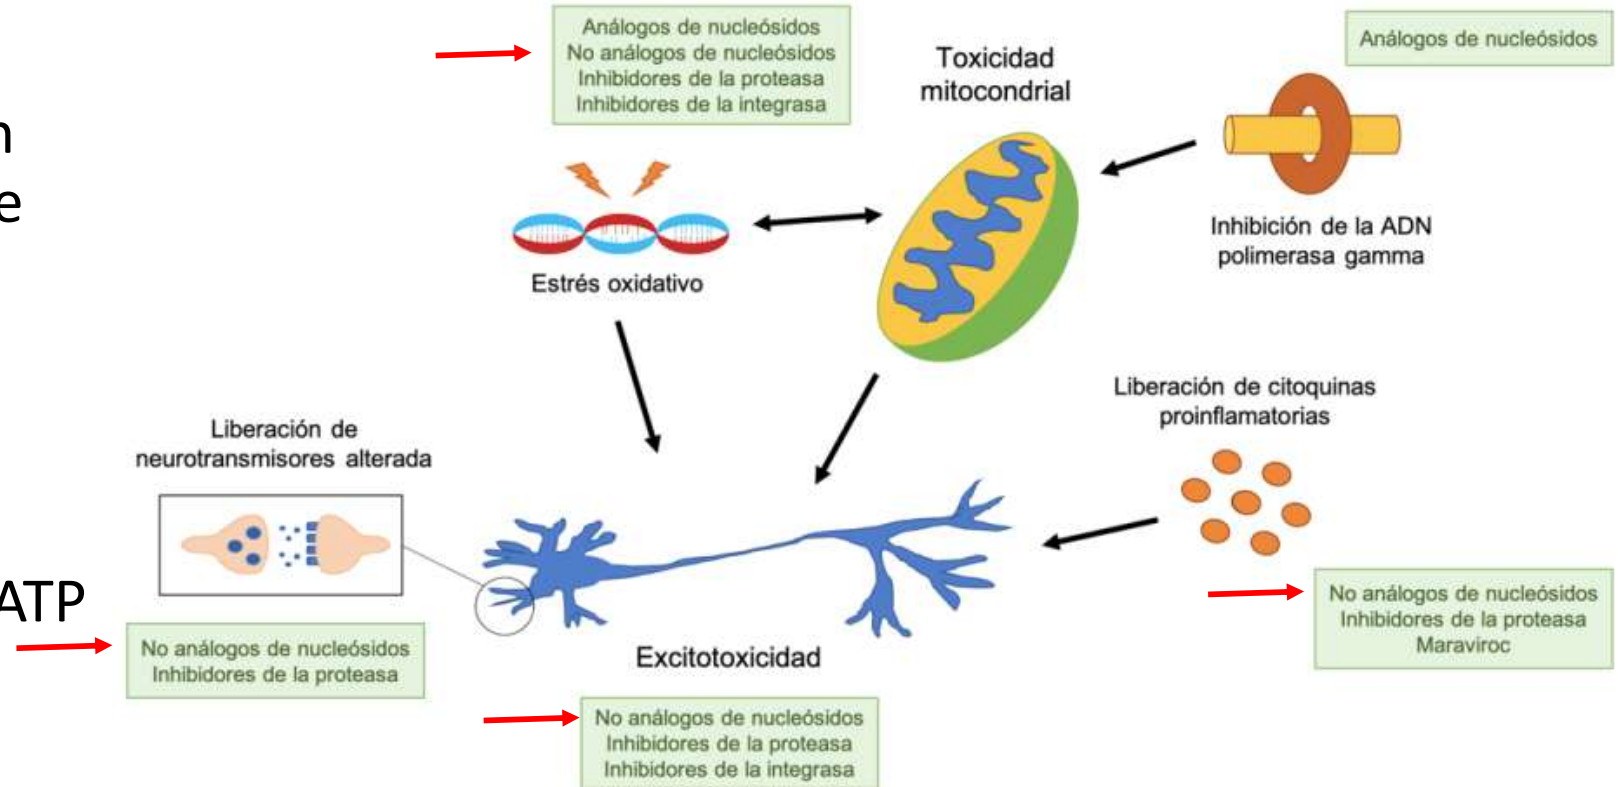 Análogos de nucleósidos
No análogos de nucleósidos
Inhibidores de la proteasa
Inhibidores de la integrasa
Toxicidad
mitocondrial
Análogos de nucleósidos
Inhibición de la ADN
polimerasa gamma
Estrés oxidativo
Liberación de citoquinas
proinflamatorias
Liberación de
neurotransmisores alterada
ATP
No análogos de nucleósidos
Inhibidores de la proteasa
Maraviroc
No análogos de nucleósidos
Inhibidores de la proteasa
Excitotoxicidad
No análogos de nucleósidos
Inhibidores de la proteasa
Inhibidores de la integrasa